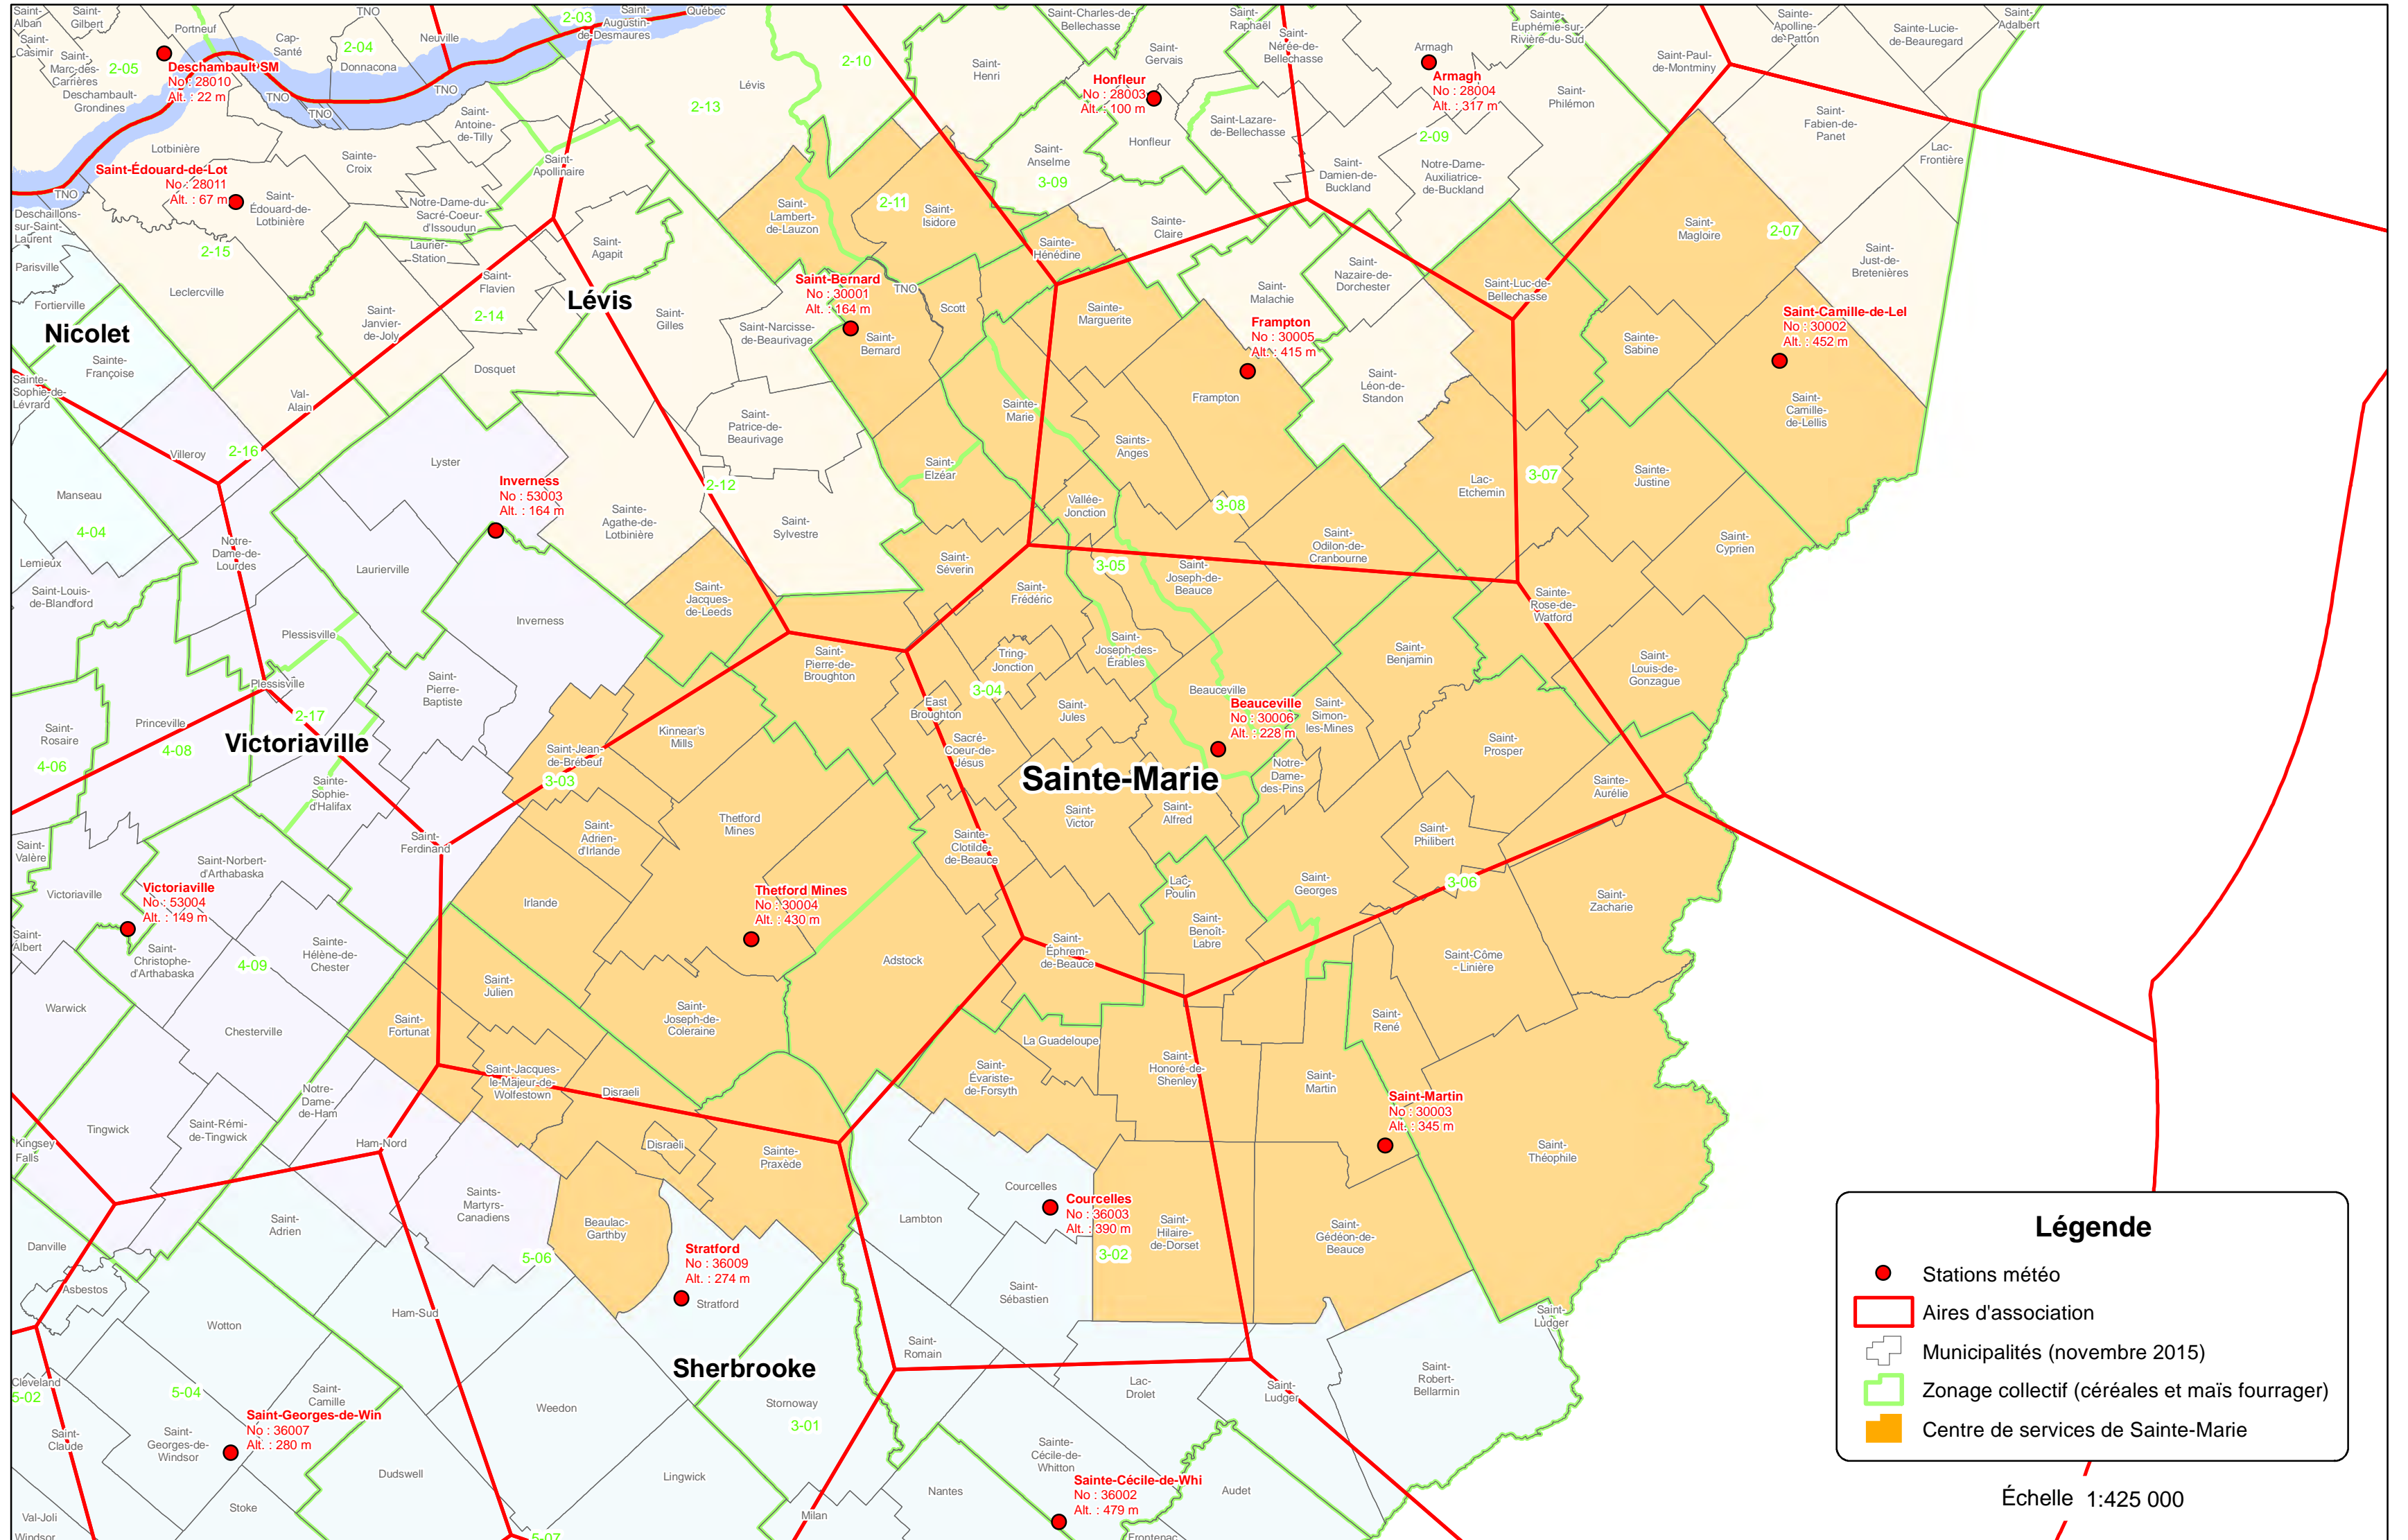 Saint-
Alban
Saint-
Gilbert
Portneuf
TNO
2-03
Saint-
Augustin-
de-Desmaures
Québec
Saint-
Casimir
Saint-
Marc-des-
Carrières
2-05
Deschambault-
Grondines
Deschambault SM
No : 28010
Alt. : 22 m
Cap-
Santé
2-04
Donnacona
Neuville
TNO
TNO
TNO
Lévis
2-10
2-13
Saint-Charles-de-
Bellechasse
Saint-
Henri
Saint-
Gervais
Honfleur
No : 28003
Alt. : 100 m
Honfleur
Saint-
Raphaël
Saint-
Nérée-de-
Bellechasse
Saint-Lazare-
de-Bellechasse
Armagh
Armagh
No : 28004
Alt. : 317 m
2-09
Sainte-
Euphémie-sur-
Rivière-du-Sud
Saint-
Philémon
Saint-Paul-
de-Montminy
Sainte-
Apolline-
de-Patton
Sainte-Lucie-
de-Beauregard
Saint-
Adalbert
Saint-
Fabien-de-
Panet
Lac-
Frontière
Saint-
Antoine-
de-Tilly
Lotbinière
Sainte-
Croix
Saint-
Apollinaire
Saint-Édouard-de-Lot
No : 28011
Alt. : 67 m
Saint-
Édouard-de-
Lotbinière
TNO
Deschaillons-
sur-Saint-
Laurent
Notre-Dame-du-
Sacré-Coeur-
d'Issoudun
2-15
Laurier-
Station
Saint-
Agapit
Saint-
Lambert-
de-Lauzon
2-11
Saint-
Isidore
Saint-
Anselme
3-09
Sainte-
Claire
Sainte-
Hénédine
Saint-
Damien-de-
Buckland
Notre-Dame-
Auxiliatrice-
de-Buckland
Saint-
Magloire
2-07
Saint-
Just-de-
Bretenières
Parisville
Fortierville
Leclercville
Saint-
Flavien
2-14
Saint-
Janvier-
de-Joly
Lévis
Saint-
Gilles
Saint-Bernard
No : 30001
Alt. : 164 m
Saint-
Bernard
TNO
Scott
Saint-Narcisse-
de-Beaurivage
Sainte-
Marguerite
Saint-
Malachie
Saint-
Nazaire-de-
Dorchester
Saint-Luc-de-
Bellechasse
Frampton
No : 30005
Alt. : 415 m
Frampton
Saint-
Léon-de-
Standon
Sainte-
Sabine
Saint-Camille-de-Lel
No : 30002
Alt. : 452 m
Saint-
Camille-
de-Lellis
Nicolet
Sainte-
Françoise
Sainte-
Sophie-de-
Lévrard
Val-
Alain
Dosquet
Saint-
Patrice-de-
Beaurivage
Sainte-
Marie
Saints-
Anges
Villeroy
2-16
Lyster
Saint-
Elzéar
Manseau
4-04
Inverness
No : 53003
Alt. : 164 m
2-12
Sainte-
Agathe-de-
Lotbinière
Saint-
Sylvestre
Vallée-
Jonction
3-08
Lac-
Etchemin
3-07
Sainte-
Justine
Saint-
Cyprien
Lemieux
Notre-
Dame-de-
Lourdes
Laurierville
Saint-
Odilon-de-
Cranbourne
Saint-
Séverin
3-05
Saint-
Joseph-de-
Beauce
Saint-Louis-
de-Blandford
Saint-
Jacques-
de-Leeds
Saint-
Frédéric
Sainte-
Rose-de-
Watford
Plessisville
Inverness
Saint-
Pierre-de-
Broughton
Tring-
Jonction
Saint-
Joseph-des-
Érables
Saint-
Benjamin
Saint-
Louis-de-
Gonzague
Plessisville
Saint-
Pierre-
Baptiste
3-04
Beauceville
Beauceville
No : 30006
Alt. : 228 m
East
Broughton
Saint-
Jules
Saint-
Simon-
les-Mines
Saint-
Rosaire
Princeville
2-17
4-08
4-06
Victoriaville
Kinnear's
Mills
Saint-Jean-
de-Brébeuf
3-03
Sacré-
Coeur-de-
Jésus
Sainte-Marie
Notre-
Dame-
des-Pins
Saint-
Prosper
Sainte-
Aurélie
Sainte-
Sophie-
d'Halifax
Saint-
Ferdinand
Saint-
Adrien-
d'Irlande
Thetford
Mines
Sainte-
Clotilde-
de-Beauce
Saint-
Victor
Saint-
Alfred
Saint-
Philibert
Saint-
Valère
Saint-Norbert-
d'Arthabaska
Victoriaville
Victoriaville
No : 53004
Alt. : 149 m
Irlande
Thetford Mines
No : 30004
Alt. : 430 m
Lac-
Poulin
Saint-
Georges
3-06
Saint-
Zacharie
Saint-
Albert
Saint-
Christophe-
d'Arthabaska
4-09
Sainte-
Hélène-de-
Chester
Saint-
Julien
Adstock
Saint-
Éphrem-
de-Beauce
Saint-
Benoît-
Labre
Saint-Côme
- Linière
Warwick
Chesterville
Saint-
Fortunat
Saint-
Joseph-de-
Coleraine
La Guadeloupe
Saint-
René
Saint-Jacques-
le-Majeur-de-
Wolfestown
Disraeli
Saint-
Évariste-
de-Forsyth
Saint-
Honoré-de-
Shenley
Saint-
Martin
Saint-Martin
No : 30003
Alt. : 345 m
Notre-
Dame-
de-Ham
Tingwick
Saint-Rémi-
de-Tingwick
Kingsey
Falls
Ham-Nord
Disraeli
Sainte-
Praxède
Saint-
Théophile
Saints-
Martyrs-
Canadiens
Beaulac-
Garthby
Lambton
Courcelles
Courcelles
No : 36003
Alt. : 390 m
3-02
Saint-
Hilaire-
de-Dorset
Saint-
Gédéon-de-
Beauce
Saint-
Adrien
5-06
Stratford
No : 36009
Alt. : 274 m
Stratford
Danville
Asbestos
Wotton
Ham-Sud
Saint-
Sébastien
Saint-
Romain
Saint-
Ludger
Sherbrooke
Cleveland
5-02
5-04
Saint-
Camille
Stornoway
3-01
Lac-
Drolet
Saint-
Ludger
Saint-
Robert-
Bellarmin
Saint-Georges-de-Win
No : 36007
Alt. : 280 m
Saint-
Georges-de-
Windsor
Saint-
Claude
Weedon
Dudswell
Lingwick
Sainte-
Cécile-de-
Whitton
Sainte-Cécile-de-Whi
No : 36002
Alt. : 479 m
Nantes
Audet
Stoke
Val-Joli
Windsor
5-07
Milan
Frontenac
Légende
Stations météo
Aires d'association
Municipalités (novembre 2015)
Zonage collectif (céréales et maïs fourrager)
Centre de services de Sainte-Marie
Échelle 1:425 000